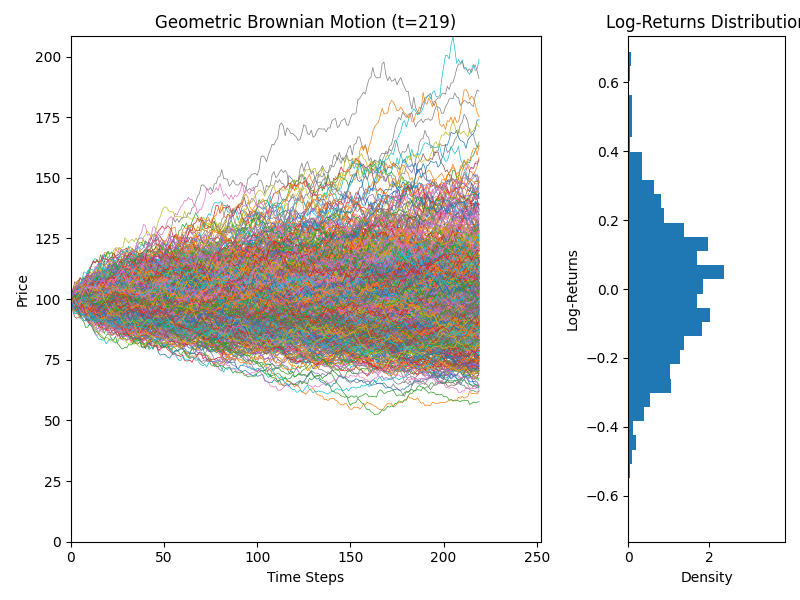 Geometric Brownian Motion (t=219)
Log-Returns Distribution
200
175
150
125
100
75
50
25
0
Price
0 50 100 150 200 250
Time Steps
0.6
0.4
0.2
0.0
−0.2
−0.4
−0.6
Log-Returns
0 2
Density